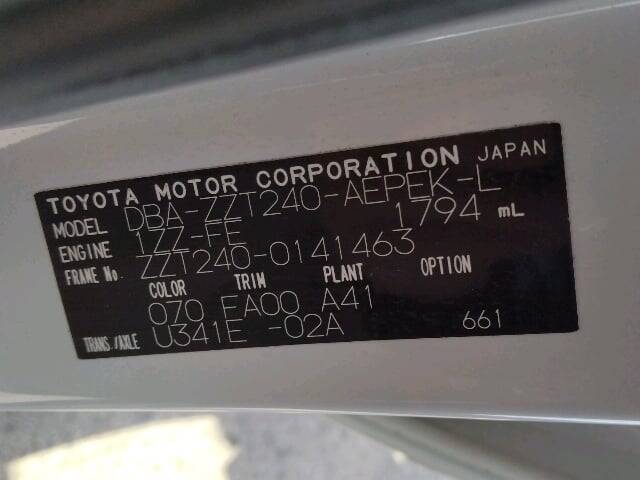 TOYOTA MOTOR CORPORATION JAPAN
MODEL DBA-ZZT240-AEPEK-L
ENGINE 1ZZ-FE 1794 mL
FRAME No. ZZT240-0141463
COLOR TRIM PLANT OPTION
070 EA00 A41
TRANS./AXLE U341E -02A 661